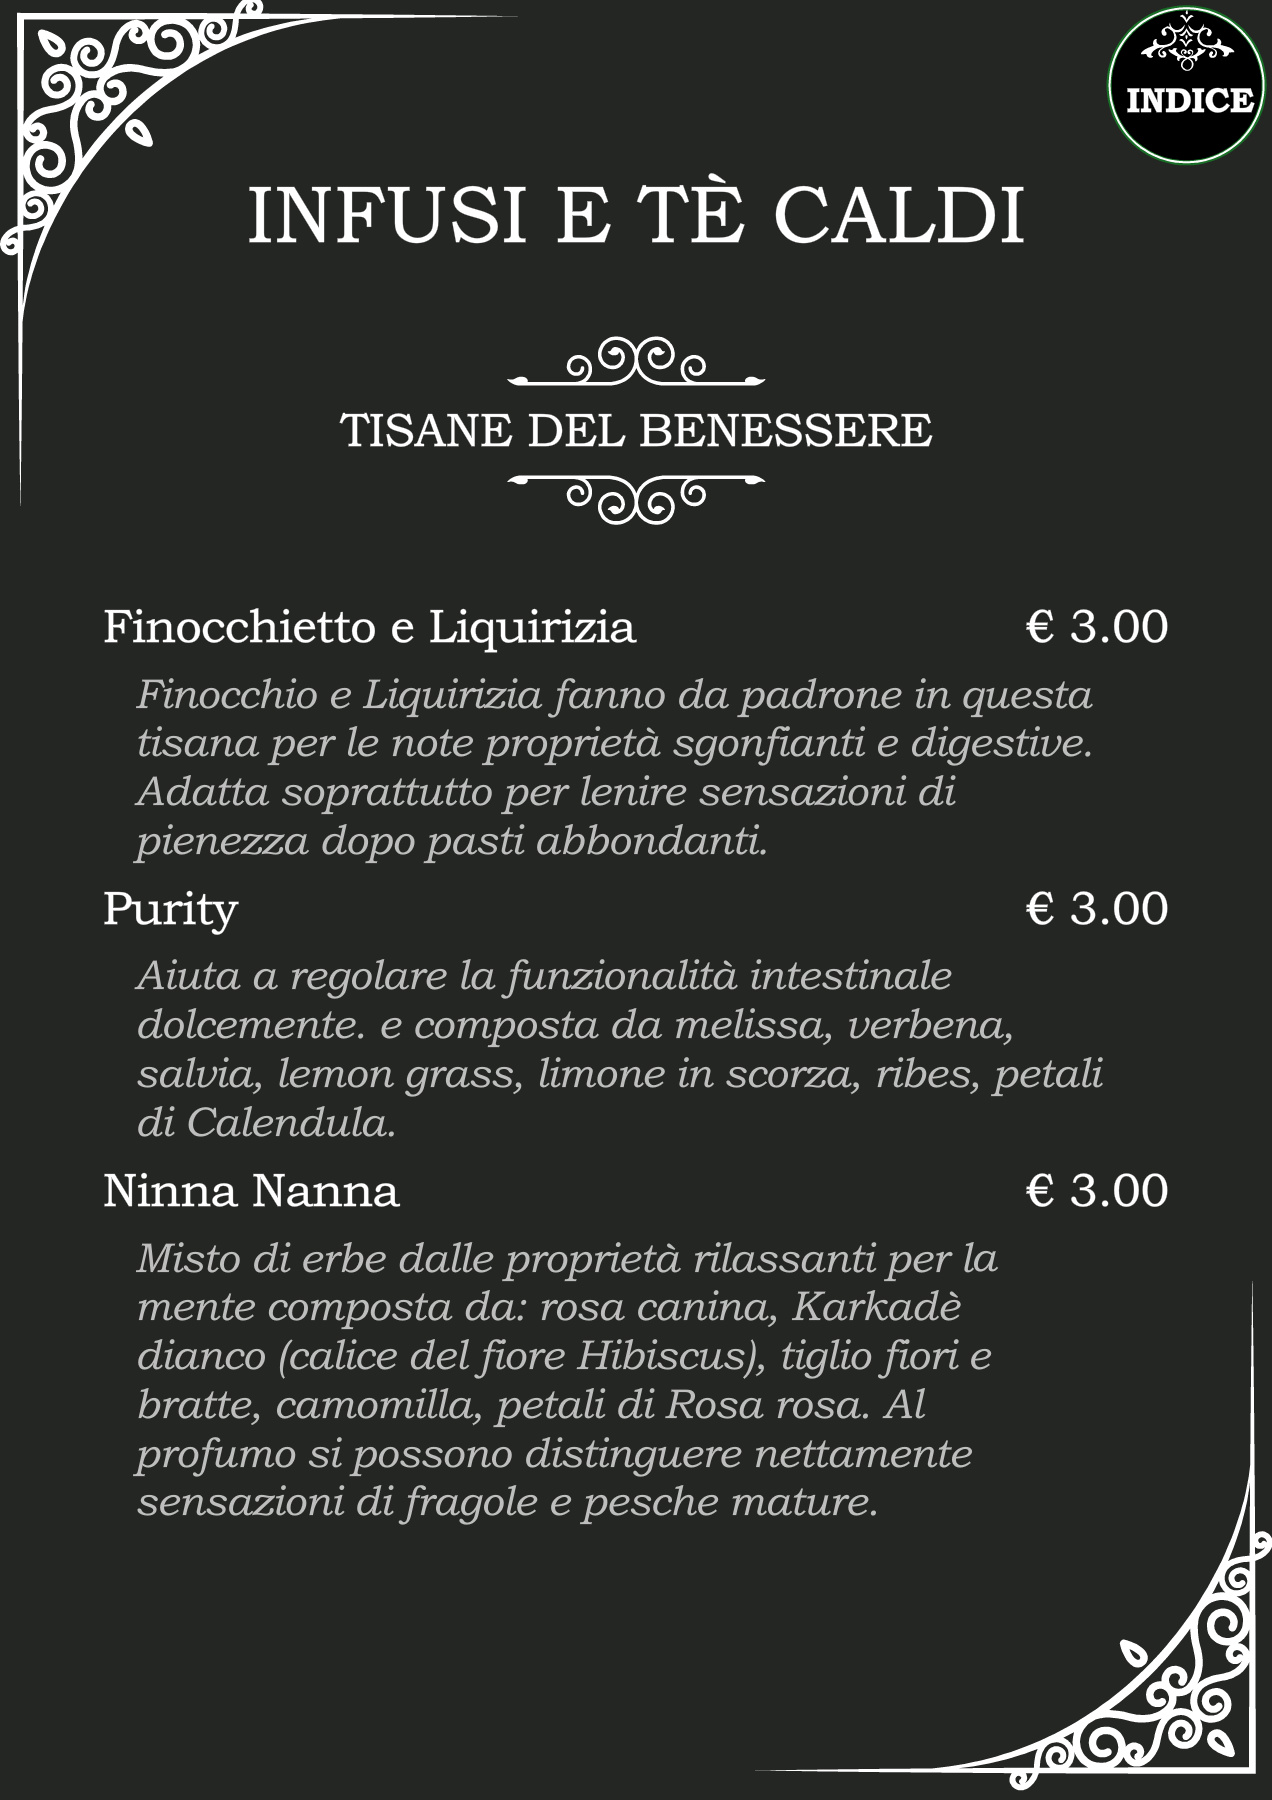 INDICE
INFUSI E TÈ CALDI
TISANE DEL BENESSERE
Finocchietto e Liquirizia € 3.00
Finocchio e Liquirizia fanno da padrone in questa
tisana per le note proprietà sgonfianti e digestive.
Adatta soprattutto per lenire sensazioni di
pienezza dopo pasti abbondanti.
Purity € 3.00
Aiuta a regolare la funzionalità intestinale
dolcemente. e composta da melissa, verbena,
salvia, lemon grass, limone in scorza, ribes, petali
di Calendula.
Ninna Nanna € 3.00
Misto di erbe dalle proprietà rilassanti per la
mente composta da: rosa canina, Karkadè
dianco (calice del fiore Hibiscus), tiglio fiori e
bratte, camomilla, petali di Rosa rosa. Al
profumo si possono distinguere nettamente
sensazioni di fragole e pesche mature.